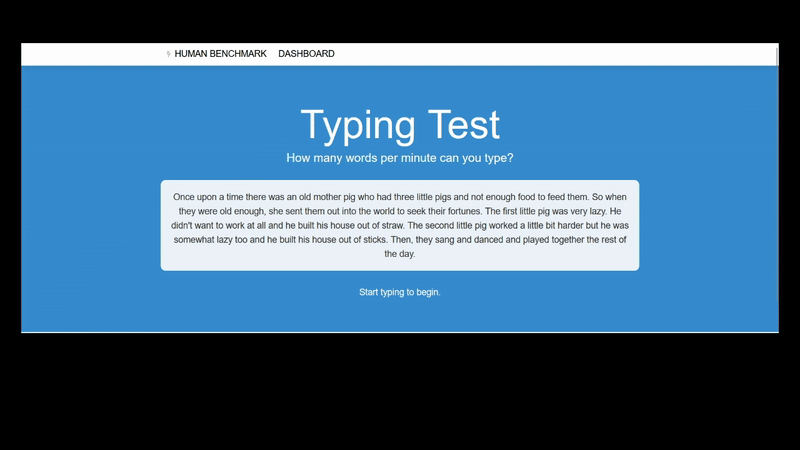 HUMAN BENCHMARK DASHBOARD
Typing Test
How many words per minute can you type?
Once upon a time there was an old mother pig who had three little pigs and not enough food to feed them. So when
they were old enough, she sent them out into the world to seek their fortunes. The first little pig was very lazy. He
didn't want to work at all and he built his house out of straw. The second little pig worked a little bit harder but he was
somewhat lazy too and he built his house out of sticks. Then, they sang and danced and played together the rest of
the day.
Start typing to begin.